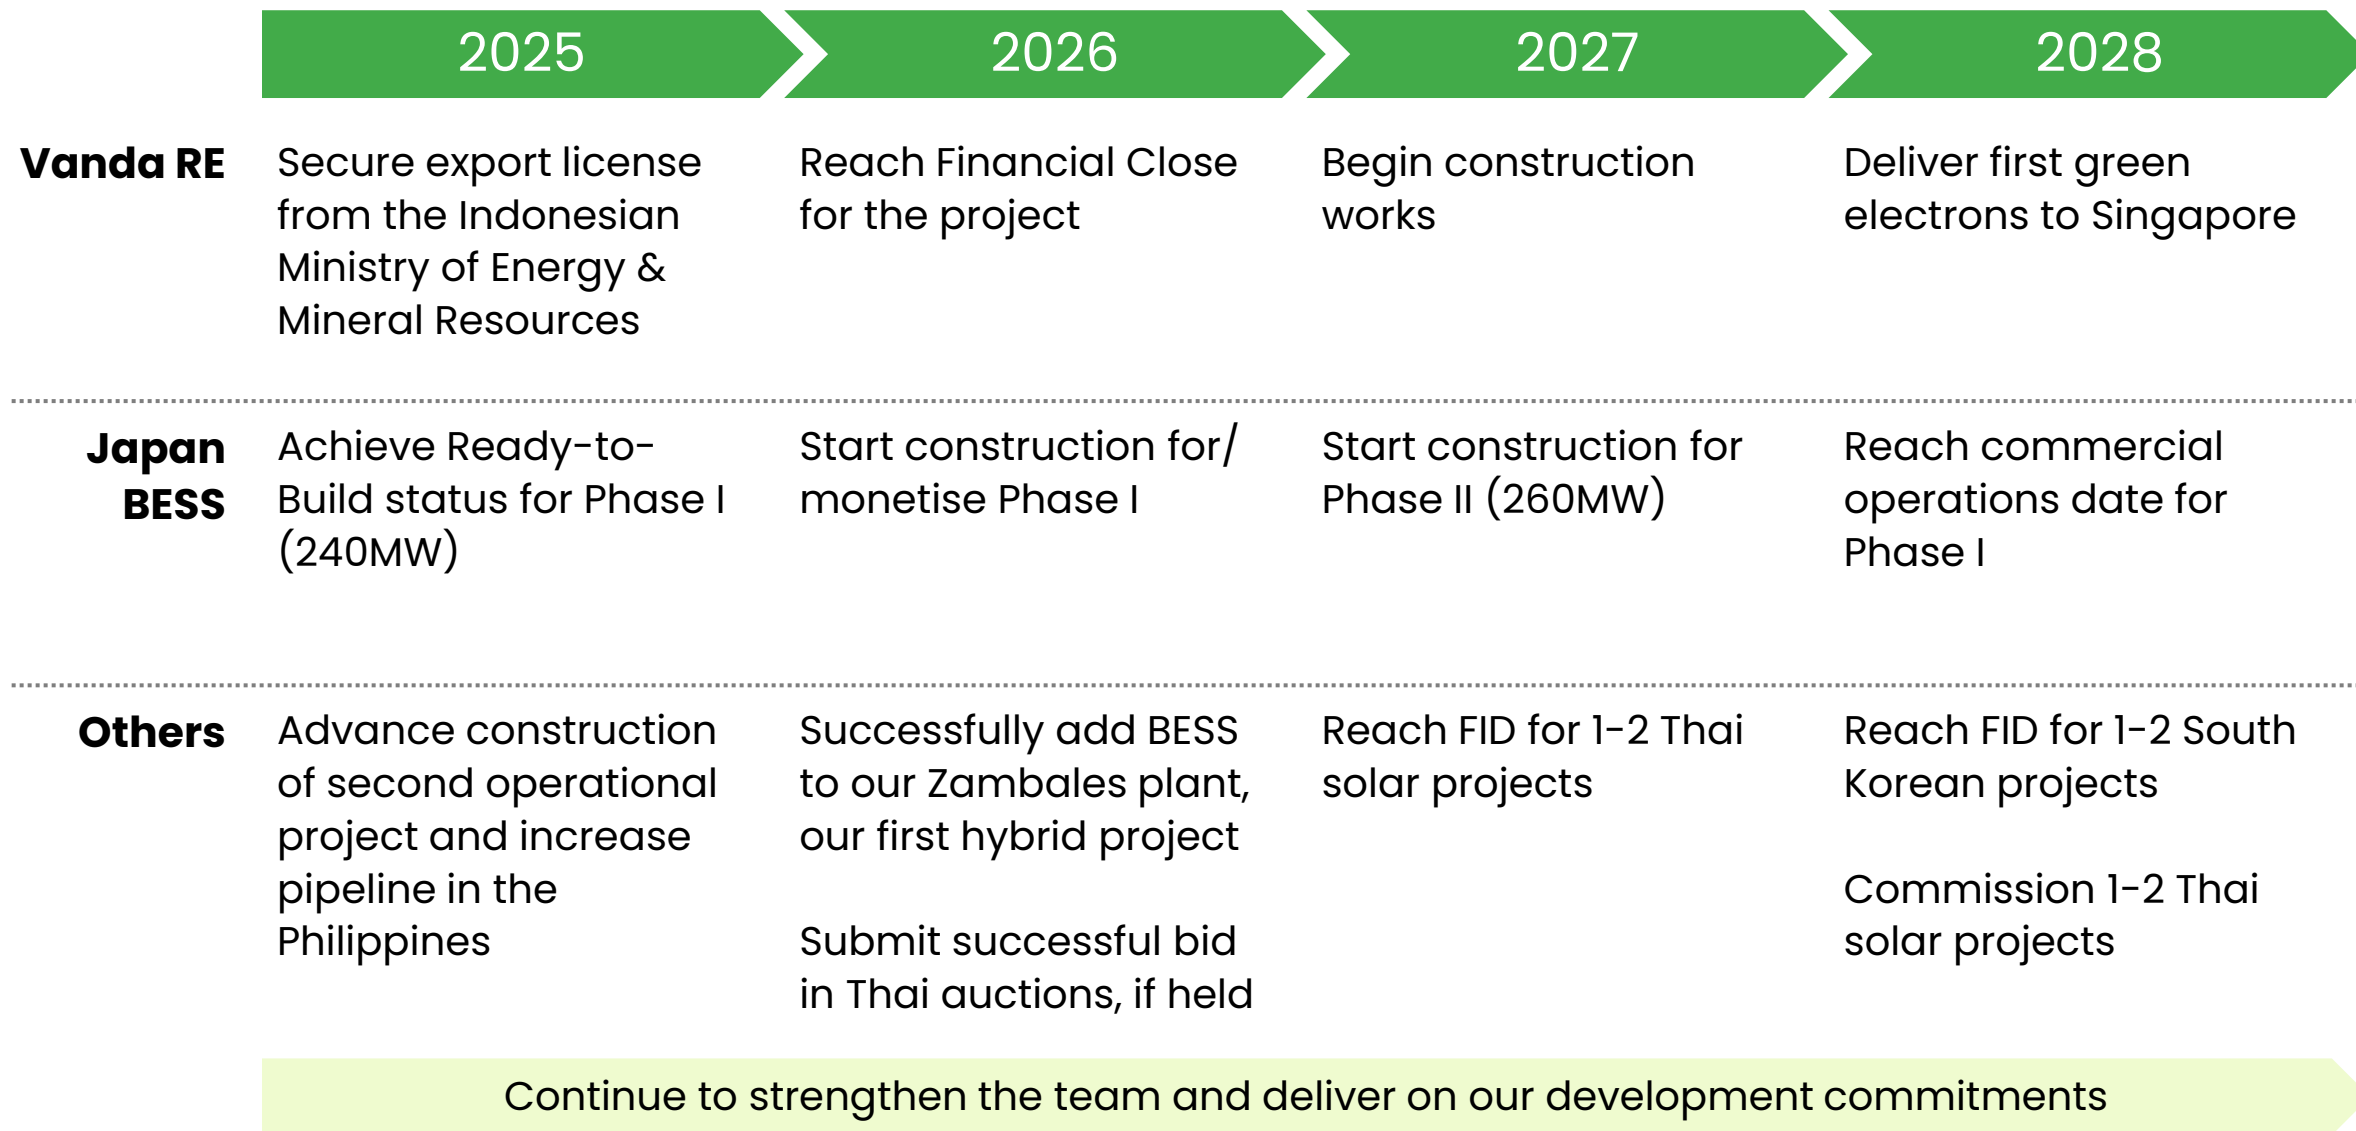 2025
2026
2027
2028
Vanda RE
Secure export license
from the Indonesian
Ministry of Energy &
Mineral Resources
Reach Financial Close
for the project
Begin construction
works
Deliver first green
electrons to Singapore
Japan
BESS
Achieve Ready-to-
Build status for Phase I
(240MW)
Start construction for/
monetise Phase I
Start construction for
Phase II (260MW)
Reach commercial
operations date for
Phase I
Others
Advance construction
of second operational
project and increase
pipeline in the
Philippines
Successfully add BESS
to our Zambales plant,
our first hybrid project
Submit successful bid
in Thai auctions, if held
Reach FID for 1-2 Thai
solar projects
Reach FID for 1-2 South
Korean projects
Commission 1-2 Thai
solar projects
Continue to strengthen the team and deliver on our development commitments